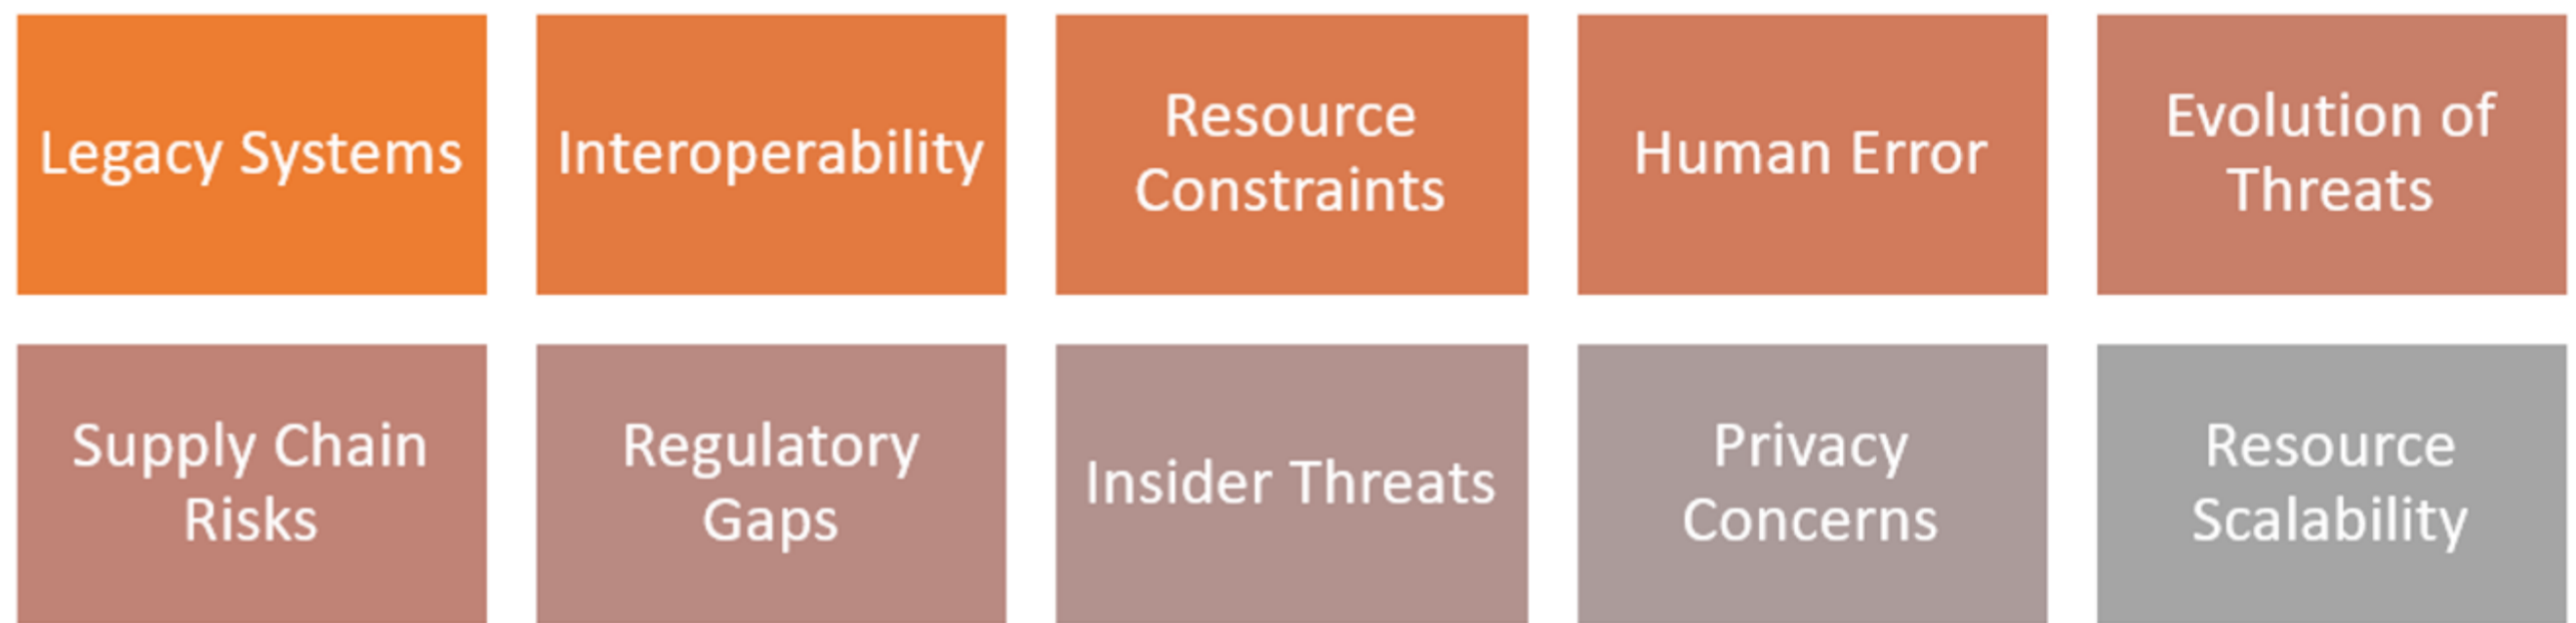 Legacy Systems
Interoperability
Resource
Constraints
Human Error
Evolution of
Threats
Supply Chain
Risks
Regulatory
Gaps
Insider Threats
Privacy
Concerns
Resource
Scalability